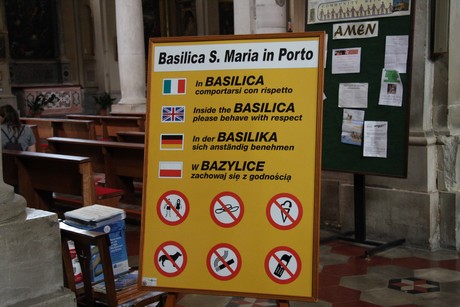 Basilica S. Maria in Porto
AMEN
In BASILICA
comportarsi con rispetto
Inside the BASILICA
please behave with respect
In der BASILIKA
sich anständig benehmen
W BAZYLICE
zachowaj się z godnością